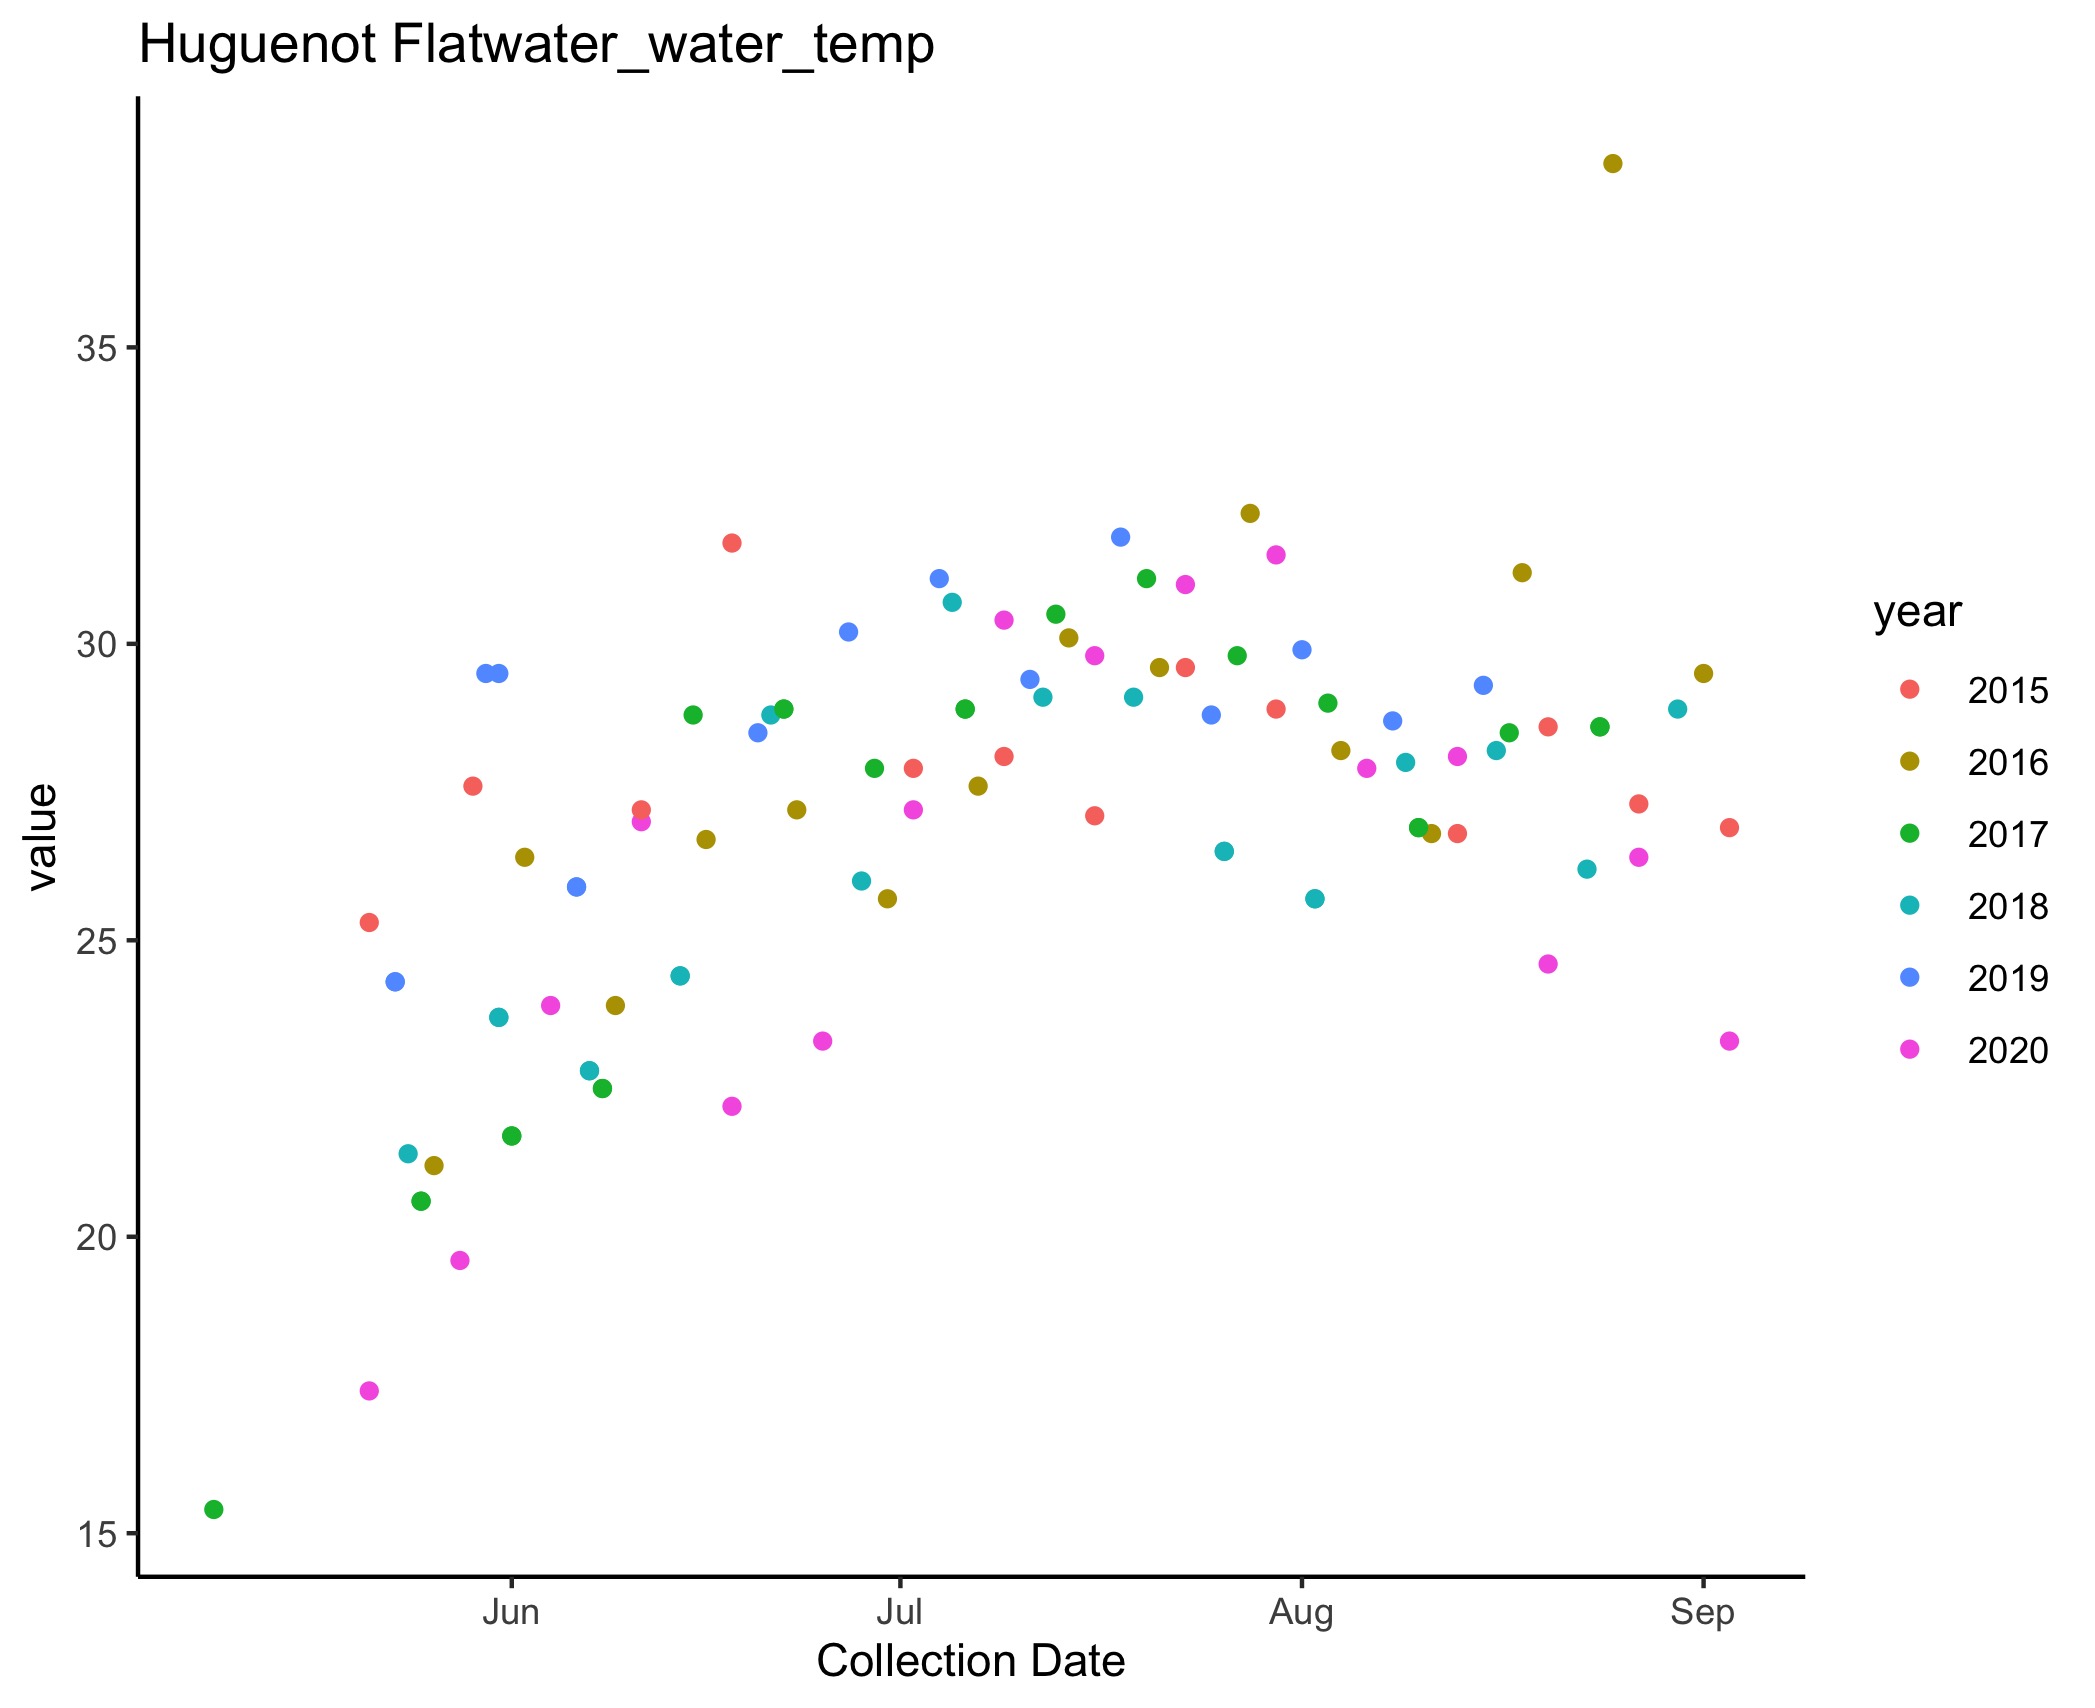 Huguenot Flatwater_water_temp
value
35
30
25
20
15
Jun
Jul
Aug
Sep
Collection Date
year
2015
2016
2017
2018
2019
2020